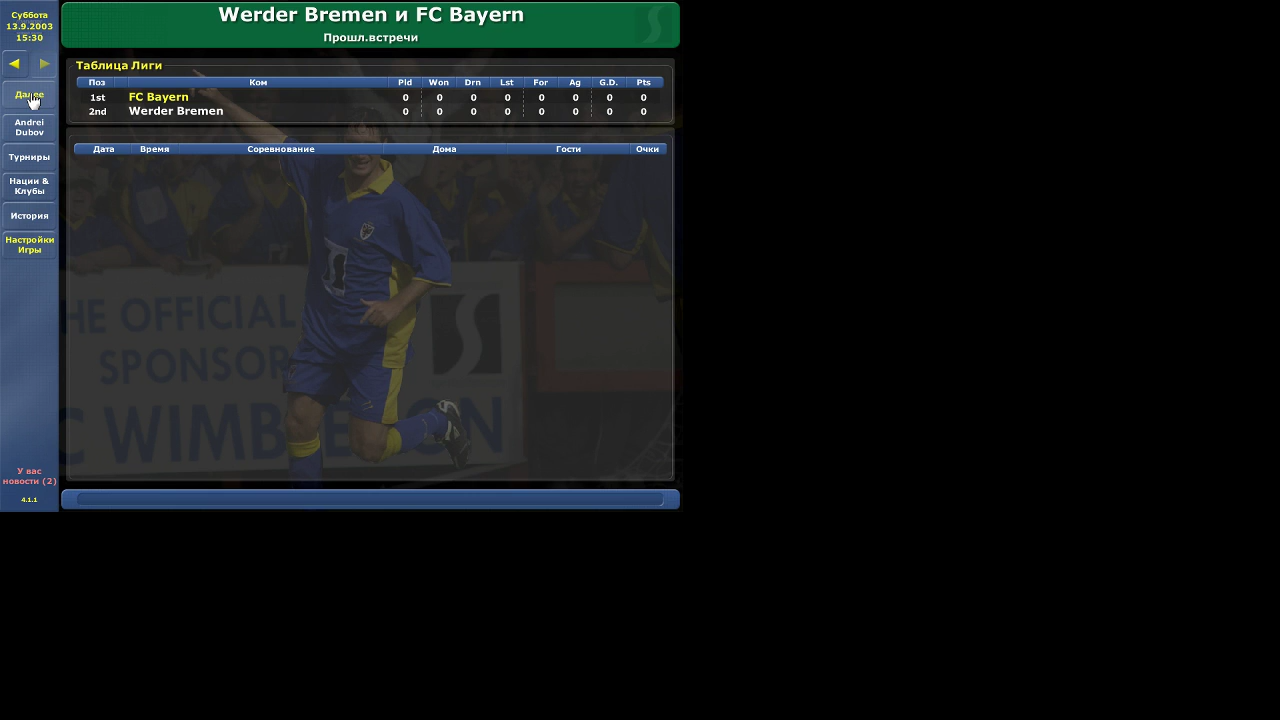 Суббота
13.9.2003
15:30
Далее
Andrei
Dubov
Турниры
Нации &
Клубы
История
Настройки
Игры
У вас
новости (2)
4.1.1
Werder Bremen и FC Bayern
Прошл.встречи
Таблица Лиги
Поз Ком Pld Won Drn Lst For Ag G.D. Pts
1st FC Bayern 0 0 0 0 0 0 0 0
2nd Werder Bremen 0 0 0 0 0 0 0 0
Дата Время Соревнование Дома Гости Очки
HE OFFICIAL
SPONSOR
C WIMB